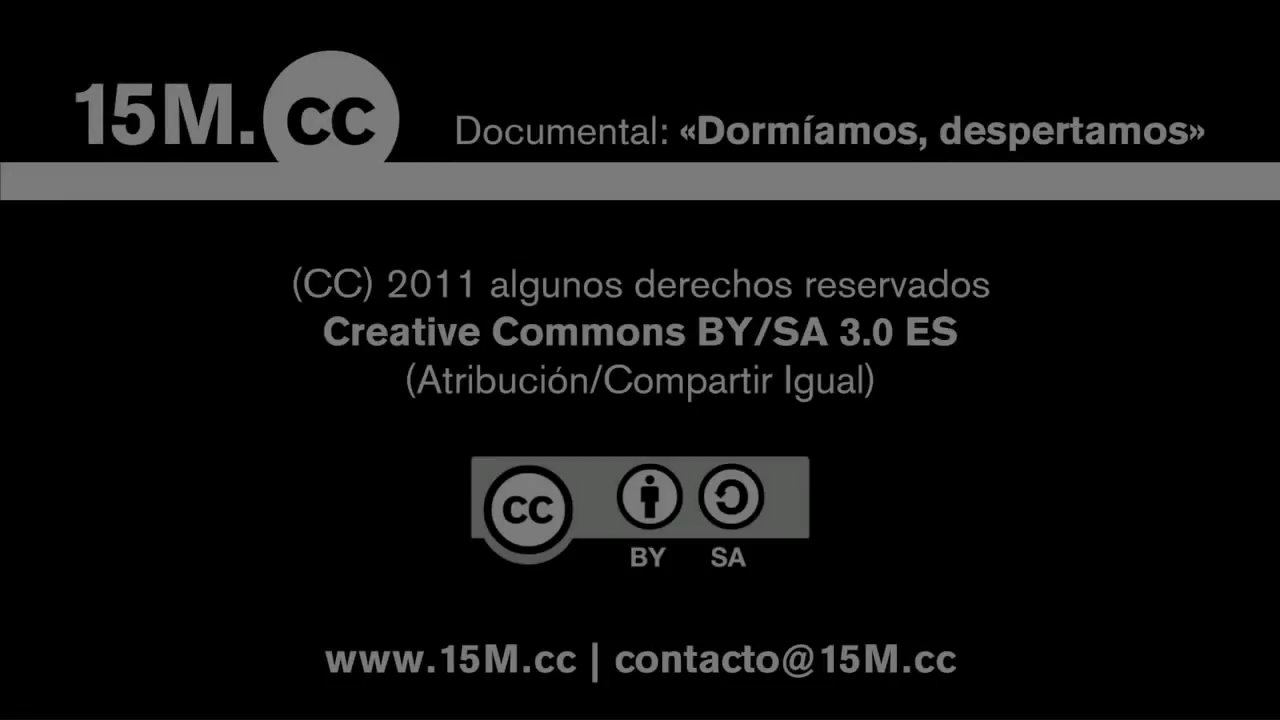 15M.cc
Documental: «Dormíamos, despertamos»
(CC) 2011 algunos derechos reservados
Creative Commons BY/SA 3.0 ES
(Atribución/Compartir Igual)
cc
BY SA
www.15M.cc | contacto@15M.cc